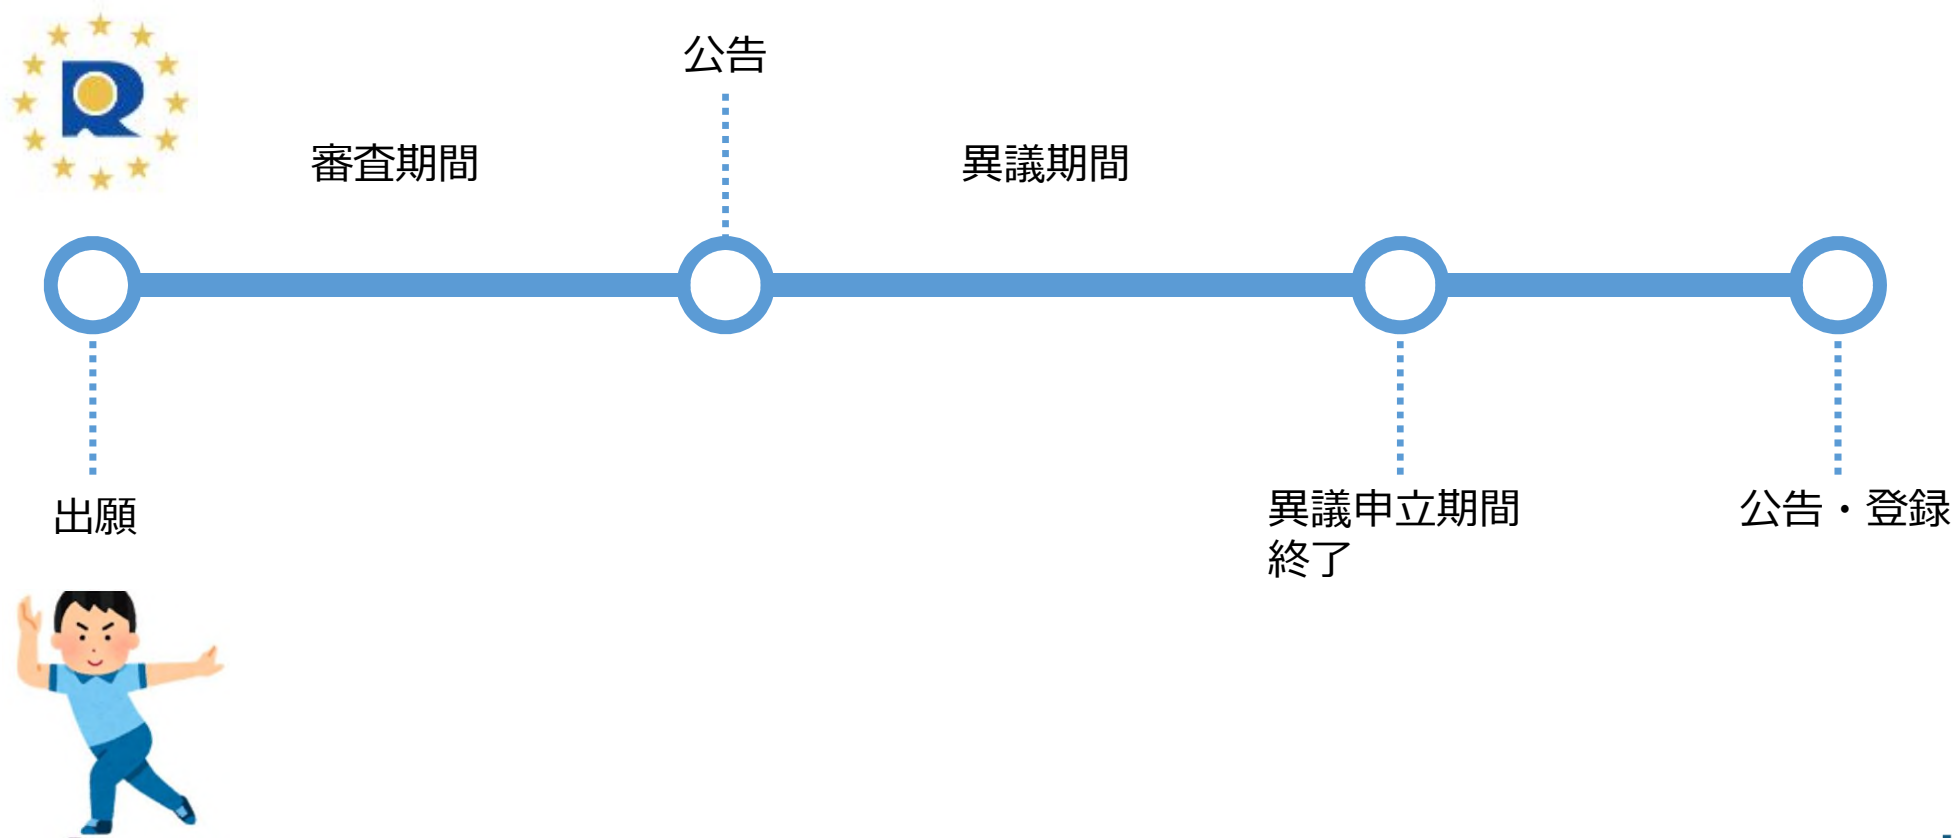 公告
審査期間
異議期間
出願
異議申立期間
終了
公告・登録